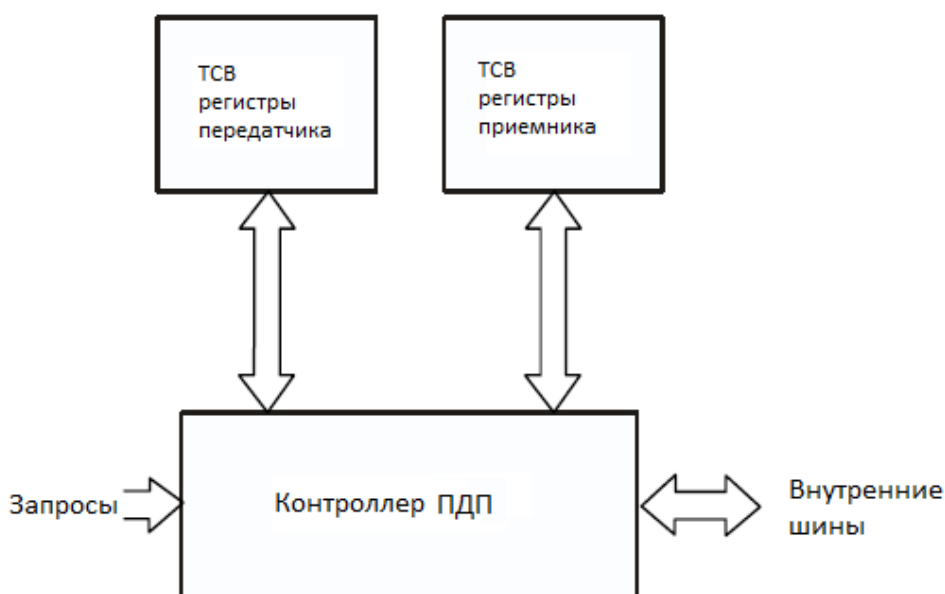 ТСВ
регистры
передатчика
ТСВ
регистры
приемника
Запросы
Контроллер ПДП
Внутренние
шины